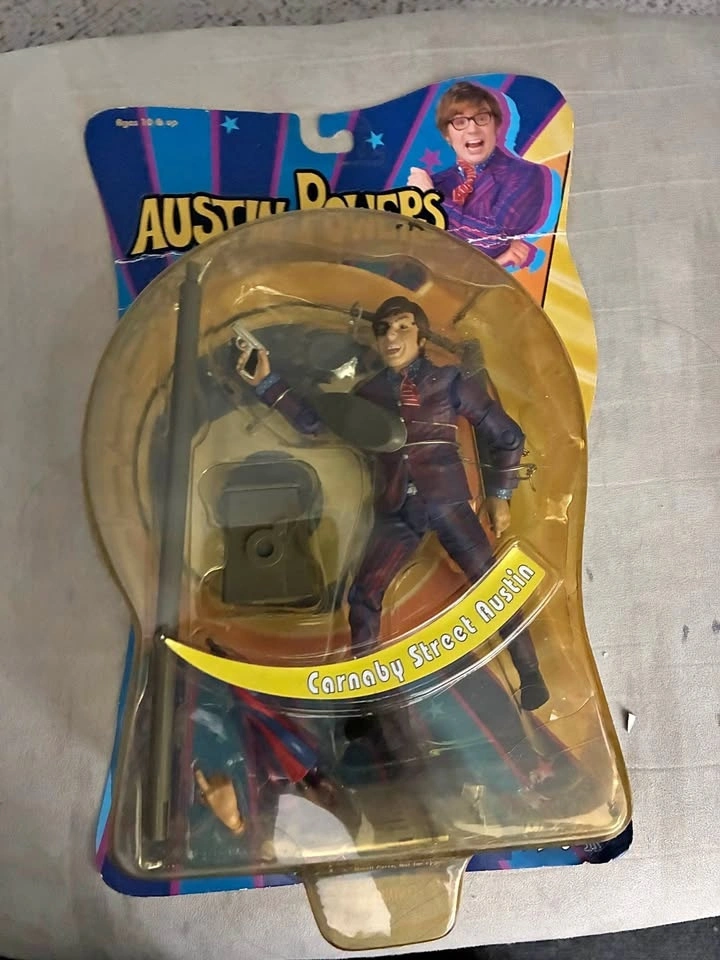 Ages 10 & up
AUSTIN POWERS
Carnaby Street Austin